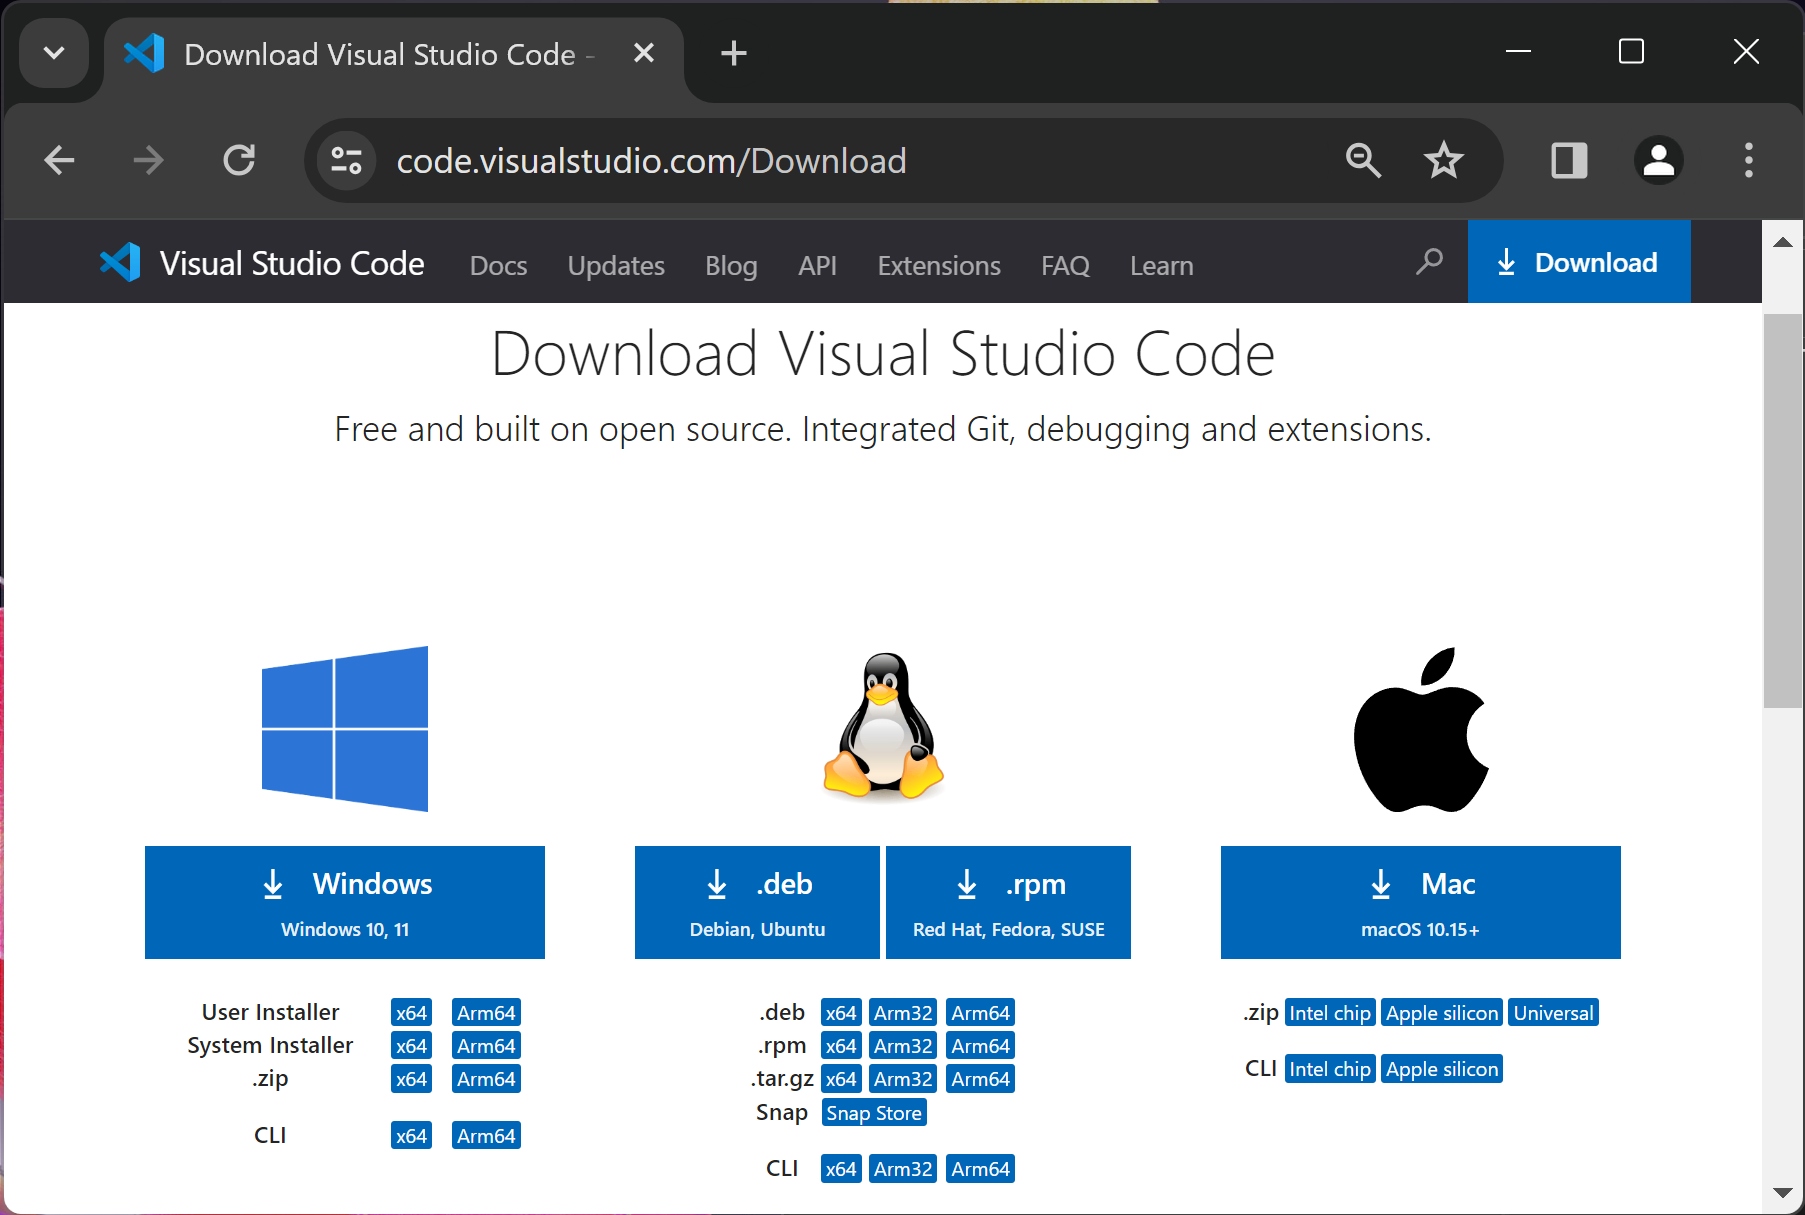 Download Visual Studio Code -
code.visualstudio.com/Download
Visual Studio Code Docs Updates Blog API Extensions FAQ Learn Download
Download Visual Studio Code
Free and built on open source. Integrated Git, debugging and extensions.
Windows
Windows 10, 11
User Installer x64 Arm64
System Installer x64 Arm64
.zip x64 Arm64
CLI x64 Arm64
.deb
Debian, Ubuntu
.rpm
Red Hat, Fedora, SUSE
.deb x64 Arm32 Arm64
.rpm x64 Arm32 Arm64
.tar.gz x64 Arm32 Arm64
Snap Snap Store
CLI x64 Arm32 Arm64
Mac
macOS 10.15+
.zip Intel chip Apple silicon Universal
CLI Intel chip Apple silicon